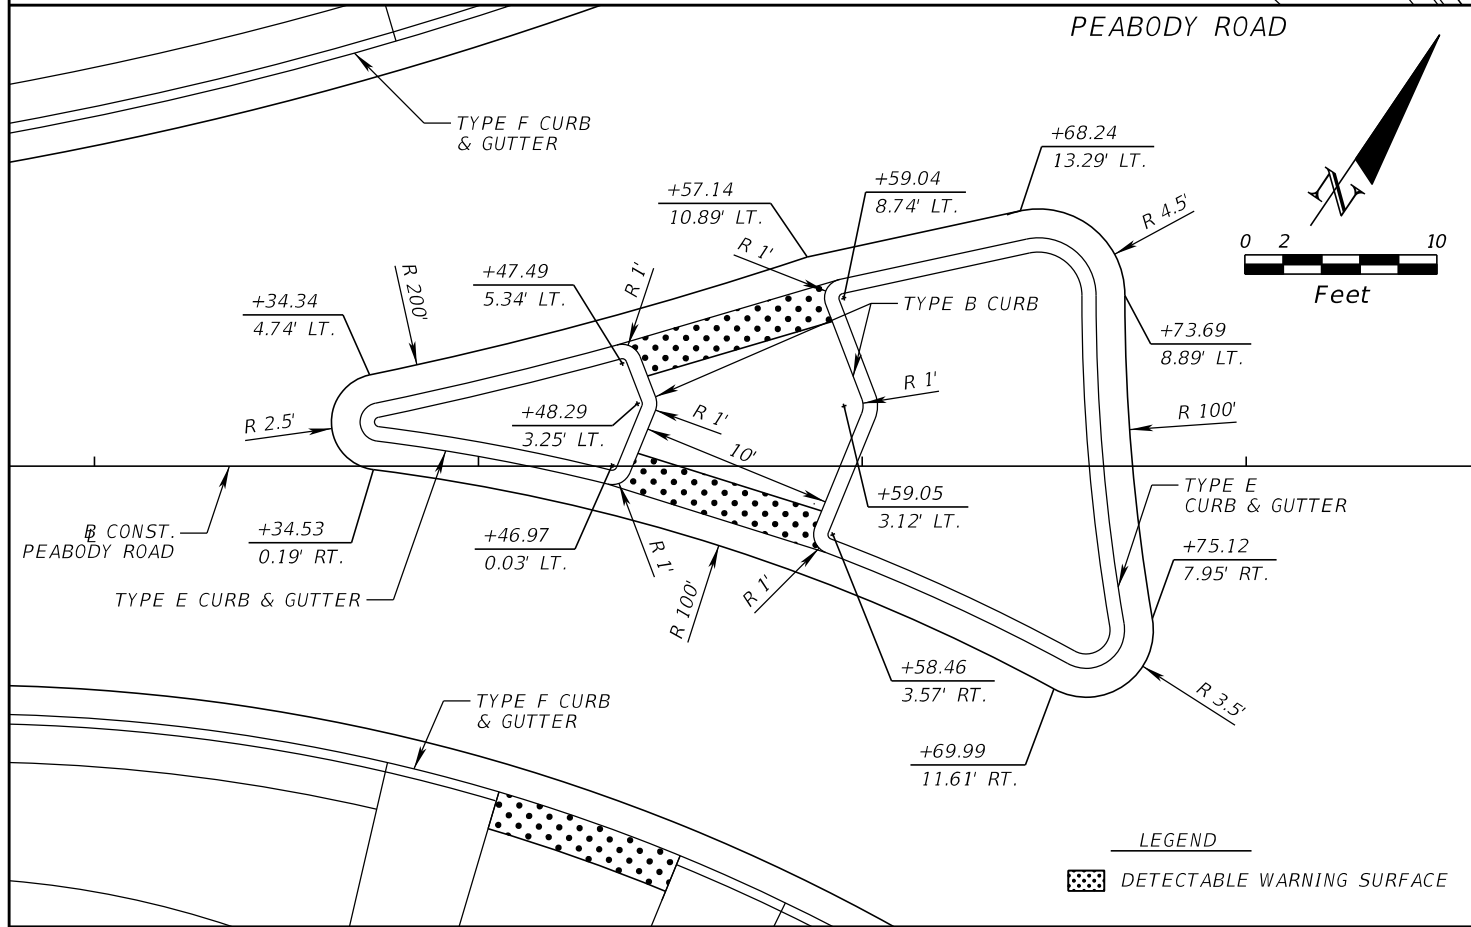 PEABODY ROAD
TYPE F CURB
& GUTTER
+68.24
13.29' LT.
+59.04
8.74' LT.
+57.14
10.89' LT.
R 4.5'
N
0 2 10
Feet
R 1'
R 1'
+47.49
5.34' LT.
R 200'
+34.34
4.74' LT.
TYPE B CURB
+73.69
8.89' LT.
R 1'
R 100'
R 2.5'
+48.29
3.25' LT.
R 1'
10'
TYPE E
CURB & GUTTER
+59.05
3.12' LT.
B CONST.
PEABODY ROAD
+34.53
0.19' RT.
+46.97
0.03' LT.
R 1'
+75.12
7.95' RT.
TYPE E CURB & GUTTER
R 100'
R 1'
+58.46
3.57' RT.
R 3.5'
TYPE F CURB
& GUTTER
+69.99
11.61' RT.
LEGEND
DETECTABLE WARNING SURFACE